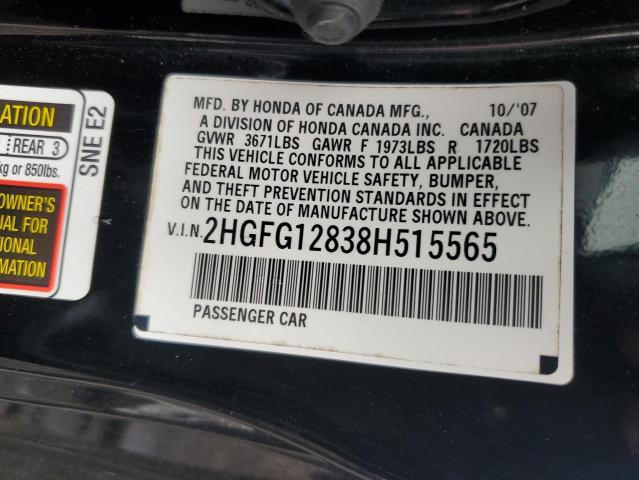 ATION
REAR 3
kg or 850lbs.
OWNER'S
UAL FOR
IONAL
RMATION
SNE E2
MFD. BY HONDA OF CANADA MFG., 10/'07
A DIVISION OF HONDA CANADA INC. CANADA
GVWR 3671LBS GAWR F 1973LBS R 1720LBS
THIS VEHICLE CONFORMS TO ALL APPLICABLE
FEDERAL MOTOR VEHICLE SAFETY, BUMPER,
AND THEFT PREVENTION STANDARDS IN EFFECT
ON THE DATE OF MANUFACTURE SHOWN ABOVE.
V.I.N. 2HGFG12838H515565
PASSENGER CAR